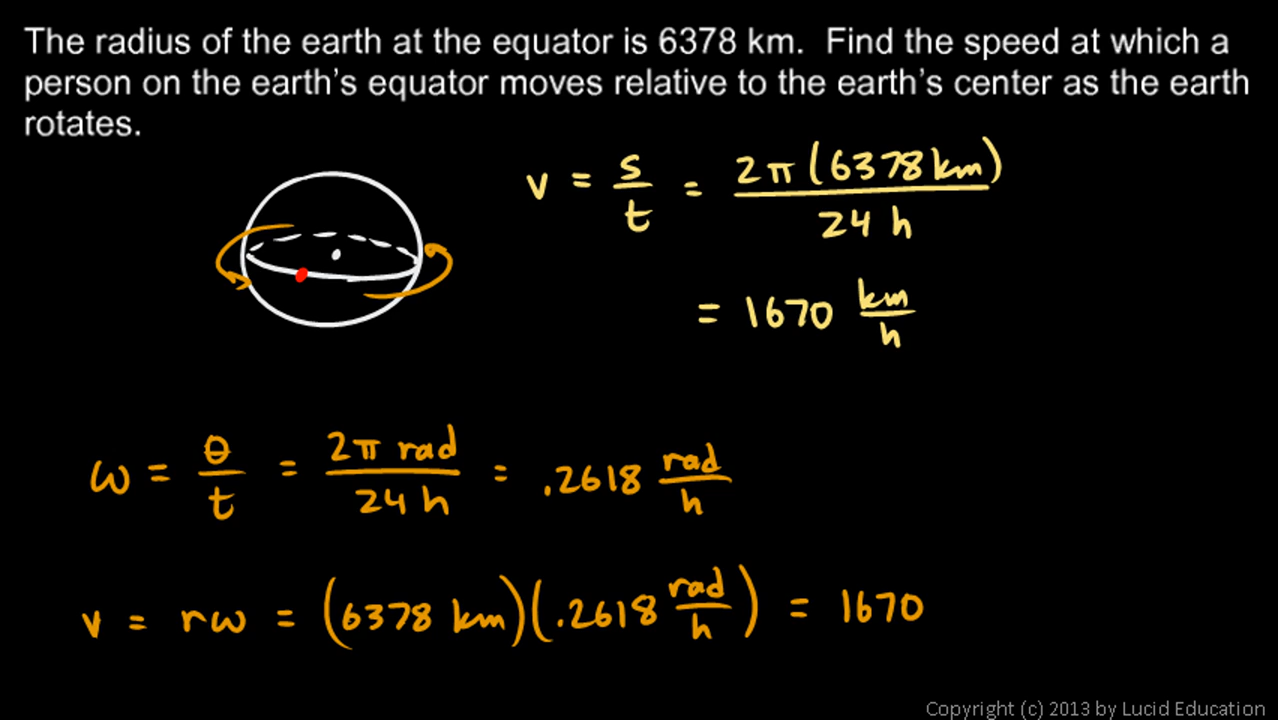 The radius of the earth at the equator is 6378 km. Find the speed at which a
person on the earth's equator moves relative to the earth's center as the earth
rotates.
v = s/t = 2π(6378 km)/24 h
= 1670 km/h
ω = θ/t = 2π rad/24 h = .2618 rad/h
v = rω = (6378 km)(.2618 rad/h) = 1670
Copyright (c) 2013 by Lucid Education